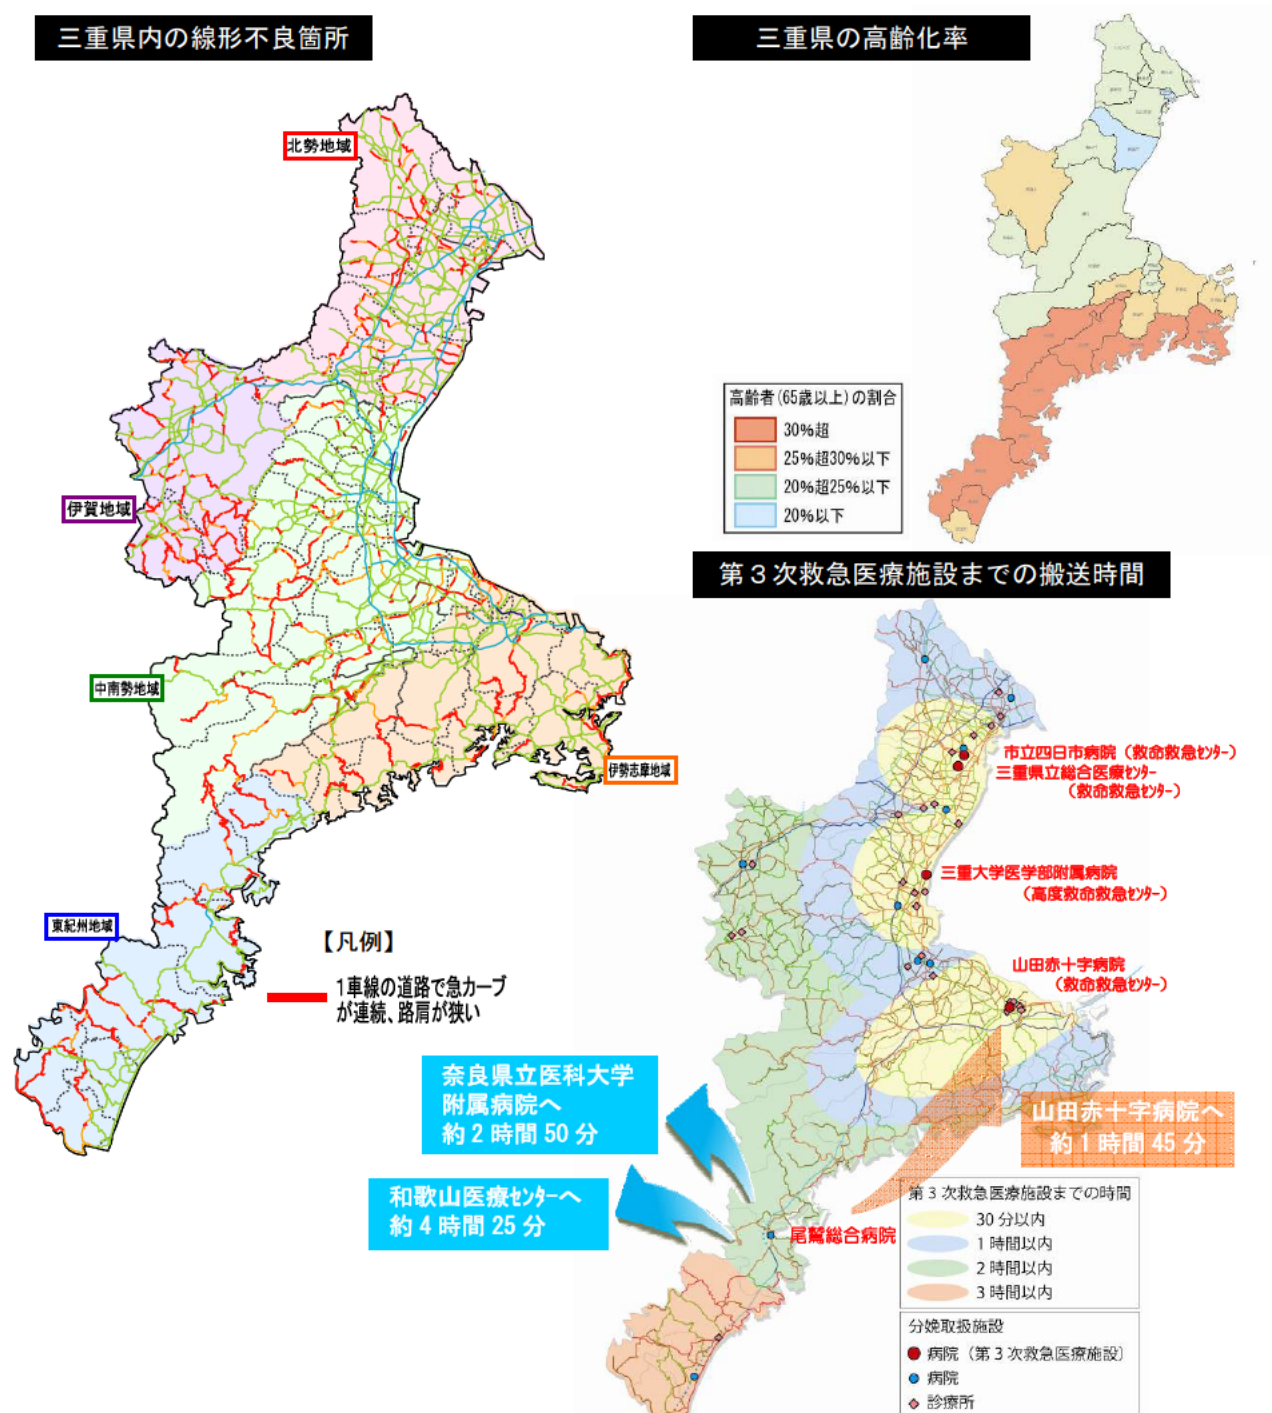 三重県内の線形不良箇所
北勢地域
伊賀地域
中南勢地域
伊勢志摩地域
東紀州地域
【凡例】
1車線の道路で急カーブ
が連続、路肩が狭い
三重県の高齢化率
高齢者(65歳以上)の割合
30%超
25%超30%以下
20%超25%以下
20%以下
第3次救急医療施設までの搬送時間
市立四日市病院（救命救急センター）
三重県立総合医療センター
（救命救急センター）
三重大学医学部附属病院
（高度救命救急センター）
山田赤十字病院
（救命救急センター）
奈良県立医科大学
附属病院へ
約2時間50分
山田赤十字病院へ
約1時間45分
和歌山医療センターへ
約4時間25分
尾鷲総合病院
第3次救急医療施設までの時間
30分以内
1時間以内
2時間以内
3時間以内
分娩取扱施設
病院（第3次救急医療施設）
病院
診療所